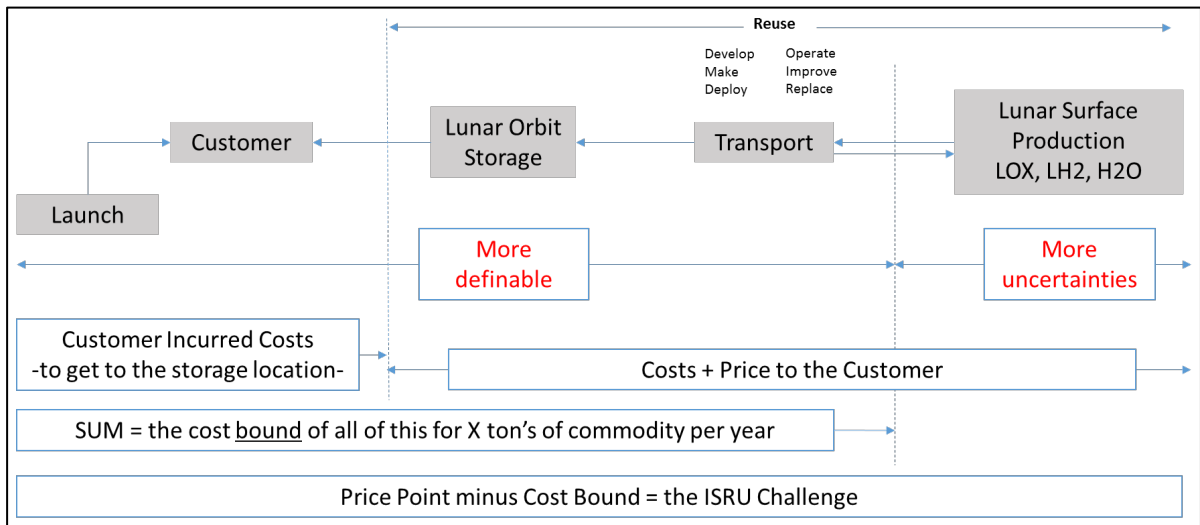 Reuse
Develop
Make
Deploy
Operate
Improve
Replace
Customer
Lunar Orbit
Storage
Transport
Lunar Surface
Production
LOX, LH2, H2O
Launch
More
definable
More
uncertainties
Customer Incurred Costs
-to get to the storage location-
Costs + Price to the Customer
SUM = the cost bound of all of this for X ton's of commodity per year
Price Point minus Cost Bound = the ISRU Challenge